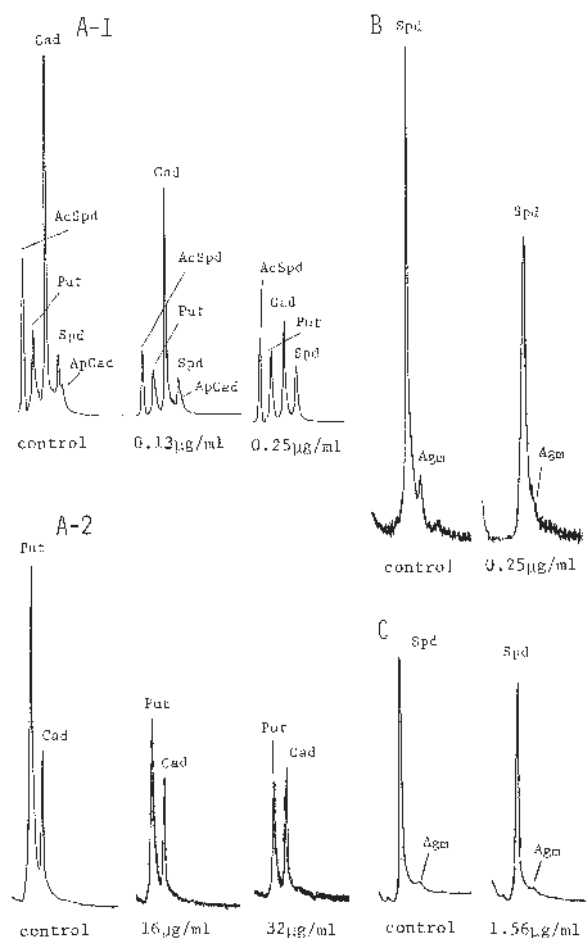 A-1
Cad
AcSpd
Put
Spd
ApCad
control
Cad
AcSpd
Put
Spd
ApCad
0.13µg/ml
AcSpd
Cad
Put
Spd
0.25µg/ml
B
Spd
Agm
control
Spd
Agm
0.25µg/ml
A-2
Put
Cad
control
Put
Cad
16µg/ml
Put
Cad
32µg/ml
C
Spd
Agm
control
Spd
Agm
1.56µg/ml